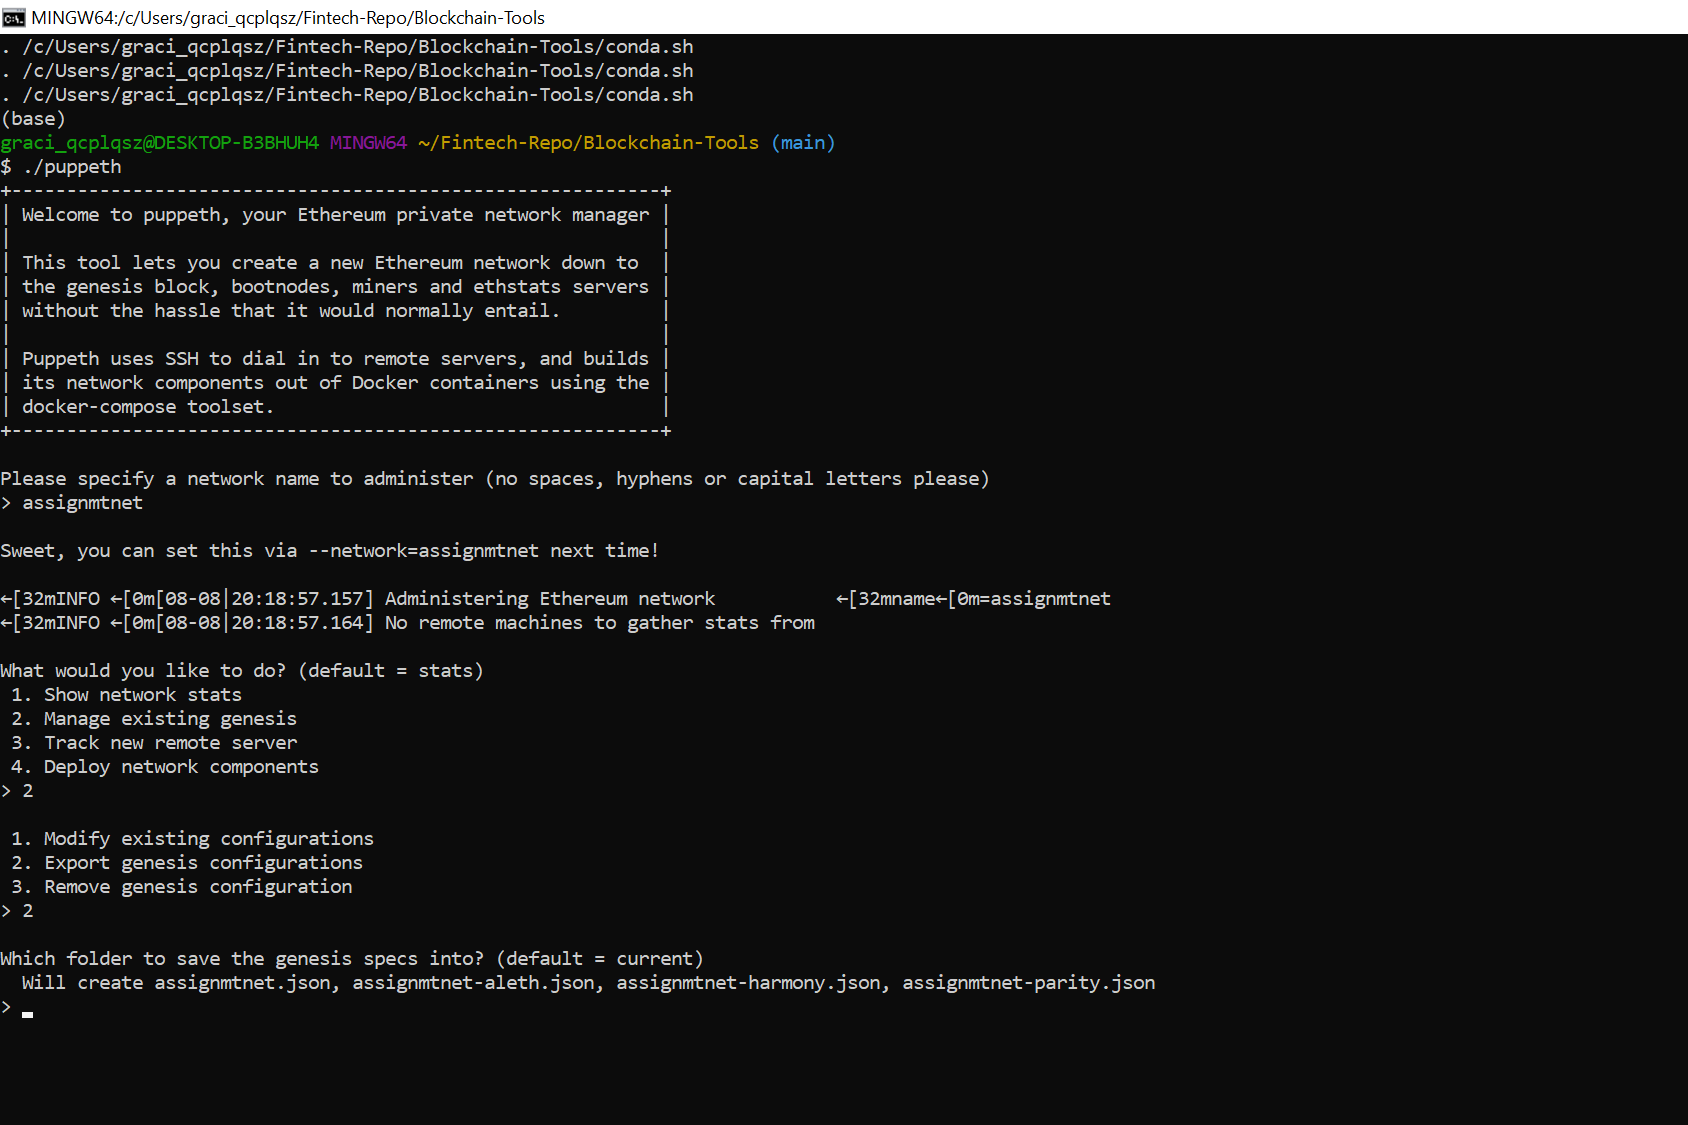 MINGW64:/c/Users/graci_qcplqsz/Fintech-Repo/Blockchain-Tools
. /c/Users/graci_qcplqsz/Fintech-Repo/Blockchain-Tools/conda.sh
. /c/Users/graci_qcplqsz/Fintech-Repo/Blockchain-Tools/conda.sh
. /c/Users/graci_qcplqsz/Fintech-Repo/Blockchain-Tools/conda.sh
(base)
graci_qcplqsz@DESKTOP-B3BHUH4 MINGW64 ~/Fintech-Repo/Blockchain-Tools (main)
$ ./puppeth
+-----------------------------------------------------------+
| Welcome to puppeth, your Ethereum private network manager |
|                                                           |
| This tool lets you create a new Ethereum network down to  |
| the genesis block, bootnodes, miners and ethstats servers |
| without the hassle that it would normally entail.         |
|                                                           |
| Puppeth uses SSH to dial in to remote servers, and builds |
| its network components out of Docker containers using the |
| docker-compose toolset.                                   |
+-----------------------------------------------------------+
Please specify a network name to administer (no spaces, hyphens or capital letters please)
> assignmtnet
Sweet, you can set this via --network=assignmtnet next time!
←[32mINFO ←[0m[08-08|20:18:57.157] Administering Ethereum network           ←[32mname←[0m=assignmtnet
←[32mINFO ←[0m[08-08|20:18:57.164] No remote machines to gather stats from
What would you like to do? (default = stats)
 1. Show network stats
 2. Manage existing genesis
 3. Track new remote server
 4. Deploy network components
> 2
 1. Modify existing configurations
 2. Export genesis configurations
 3. Remove genesis configuration
> 2
Which folder to save the genesis specs into? (default = current)
  Will create assignmtnet.json, assignmtnet-aleth.json, assignmtnet-harmony.json, assignmtnet-parity.json
>